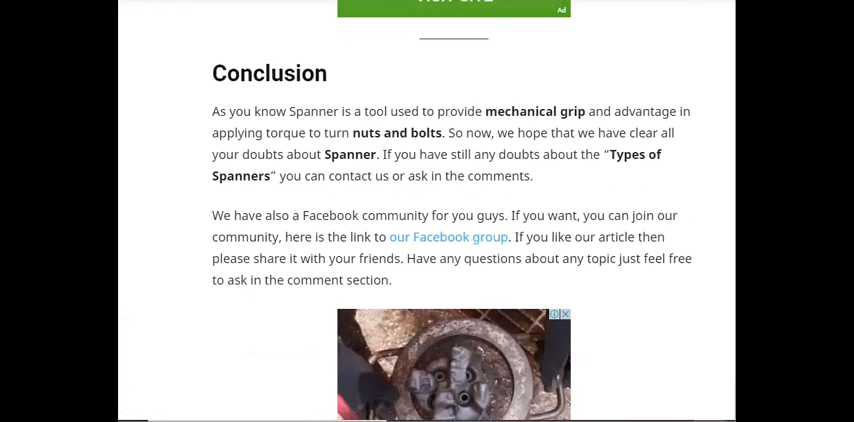 Ad
Conclusion
As you know Spanner is a tool used to provide mechanical grip and advantage in
applying torque to turn nuts and bolts. So now, we hope that we have clear all
your doubts about Spanner. If you have still any doubts about the “Types of
Spanners” you can contact us or ask in the comments.
We have also a Facebook community for you guys. If you want, you can join our
community, here is the link to our Facebook group. If you like our article then
please share it with your friends. Have any questions about any topic just feel free
to ask in the comment section.